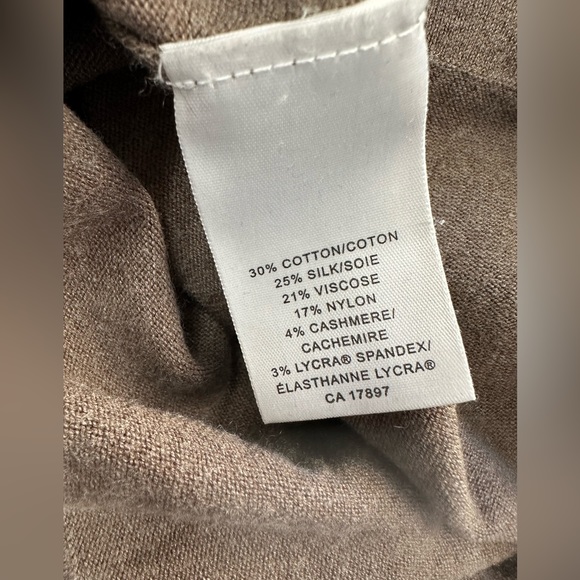 30% COTTON/COTON
25% SILK/SOIE
21% VISCOSE
17% NYLON
4% CASHMERE/
CACHEMIRE
3% LYCRA® SPANDEX/
ÉLASTHANNE LYCRA®
CA 17897